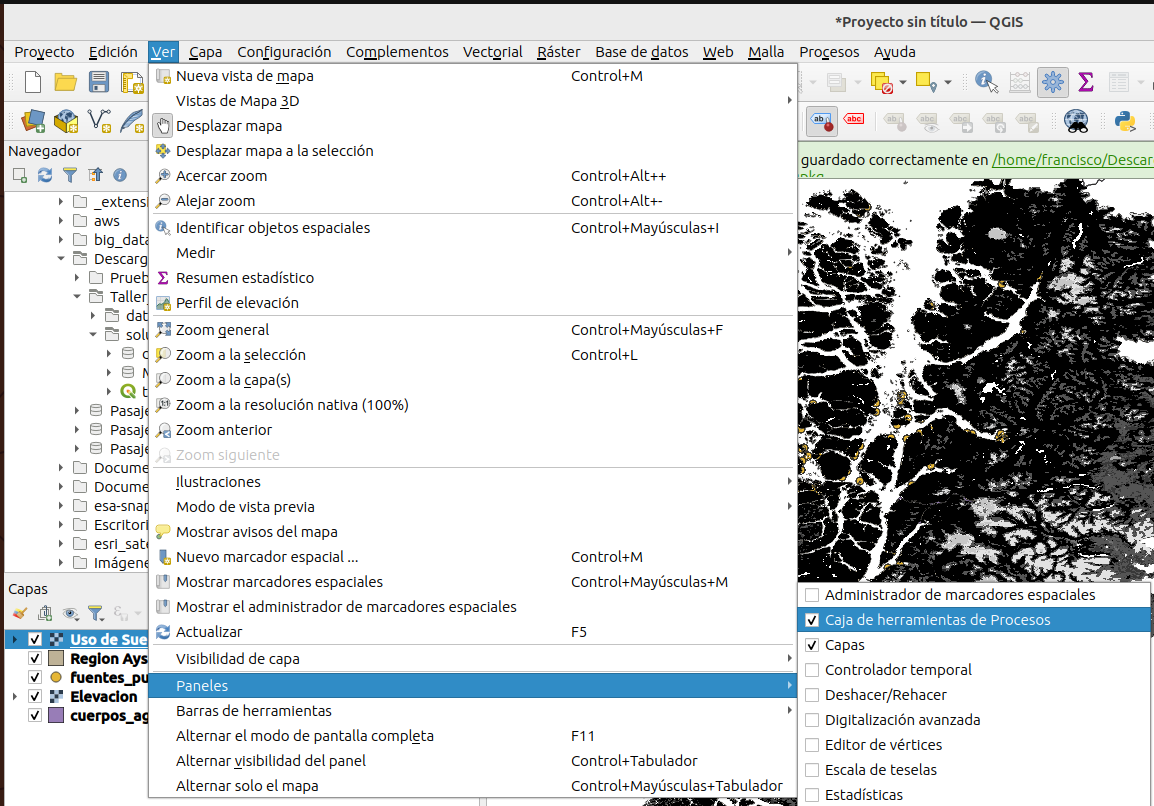 *Proyecto sin título — QGIS
Proyecto Edición Ver Capa Configuración Complementos Vectorial Ráster Base de datos Web Malla Procesos Ayuda
Nueva vista de mapa Control+M
Vistas de Mapa 3D
Desplazar mapa
Desplazar mapa a la selección
Acercar zoom Control+Alt++
Alejar zoom Control+Alt+-
Identificar objetos espaciales Control+Mayúsculas+I
Medir
Resumen estadístico
Perfil de elevación
Zoom general Control+Mayúsculas+F
Zoom a la selección Control+L
Zoom a la capa(s)
Zoom a la resolución nativa (100%)
Zoom anterior
Zoom siguiente
Ilustraciones
Modo de vista previa
Mostrar avisos del mapa
Nuevo marcador espacial ... Control+M
Mostrar marcadores espaciales Control+Mayúsculas+M
Mostrar el administrador de marcadores espaciales
Actualizar F5
Visibilidad de capa
Paneles
Barras de herramientas
Alternar el modo de pantalla completa F11
Alternar visibilidad del panel Control+Tabulador
Alternar solo el mapa Control+Mayúsculas+Tabulador
Navegador
_extensi
aws
big_data
Descarg
Prueb
Taller
dat
solu
Pasaje
Pasaje
Pasaje
Docume
Docume
esa-snap
Escritori
esri_sate
Imágene
Capas
Uso de Sue
Region Ays
fuentes_pu
Elevacion
cuerpos_ag
ab
abc
guardado correctamente en /home/francisco/Descar
Administrador de marcadores espaciales
Caja de herramientas de Procesos
Capas
Controlador temporal
Deshacer/Rehacer
Digitalización avanzada
Editor de vértices
Escala de teselas
Estadísticas